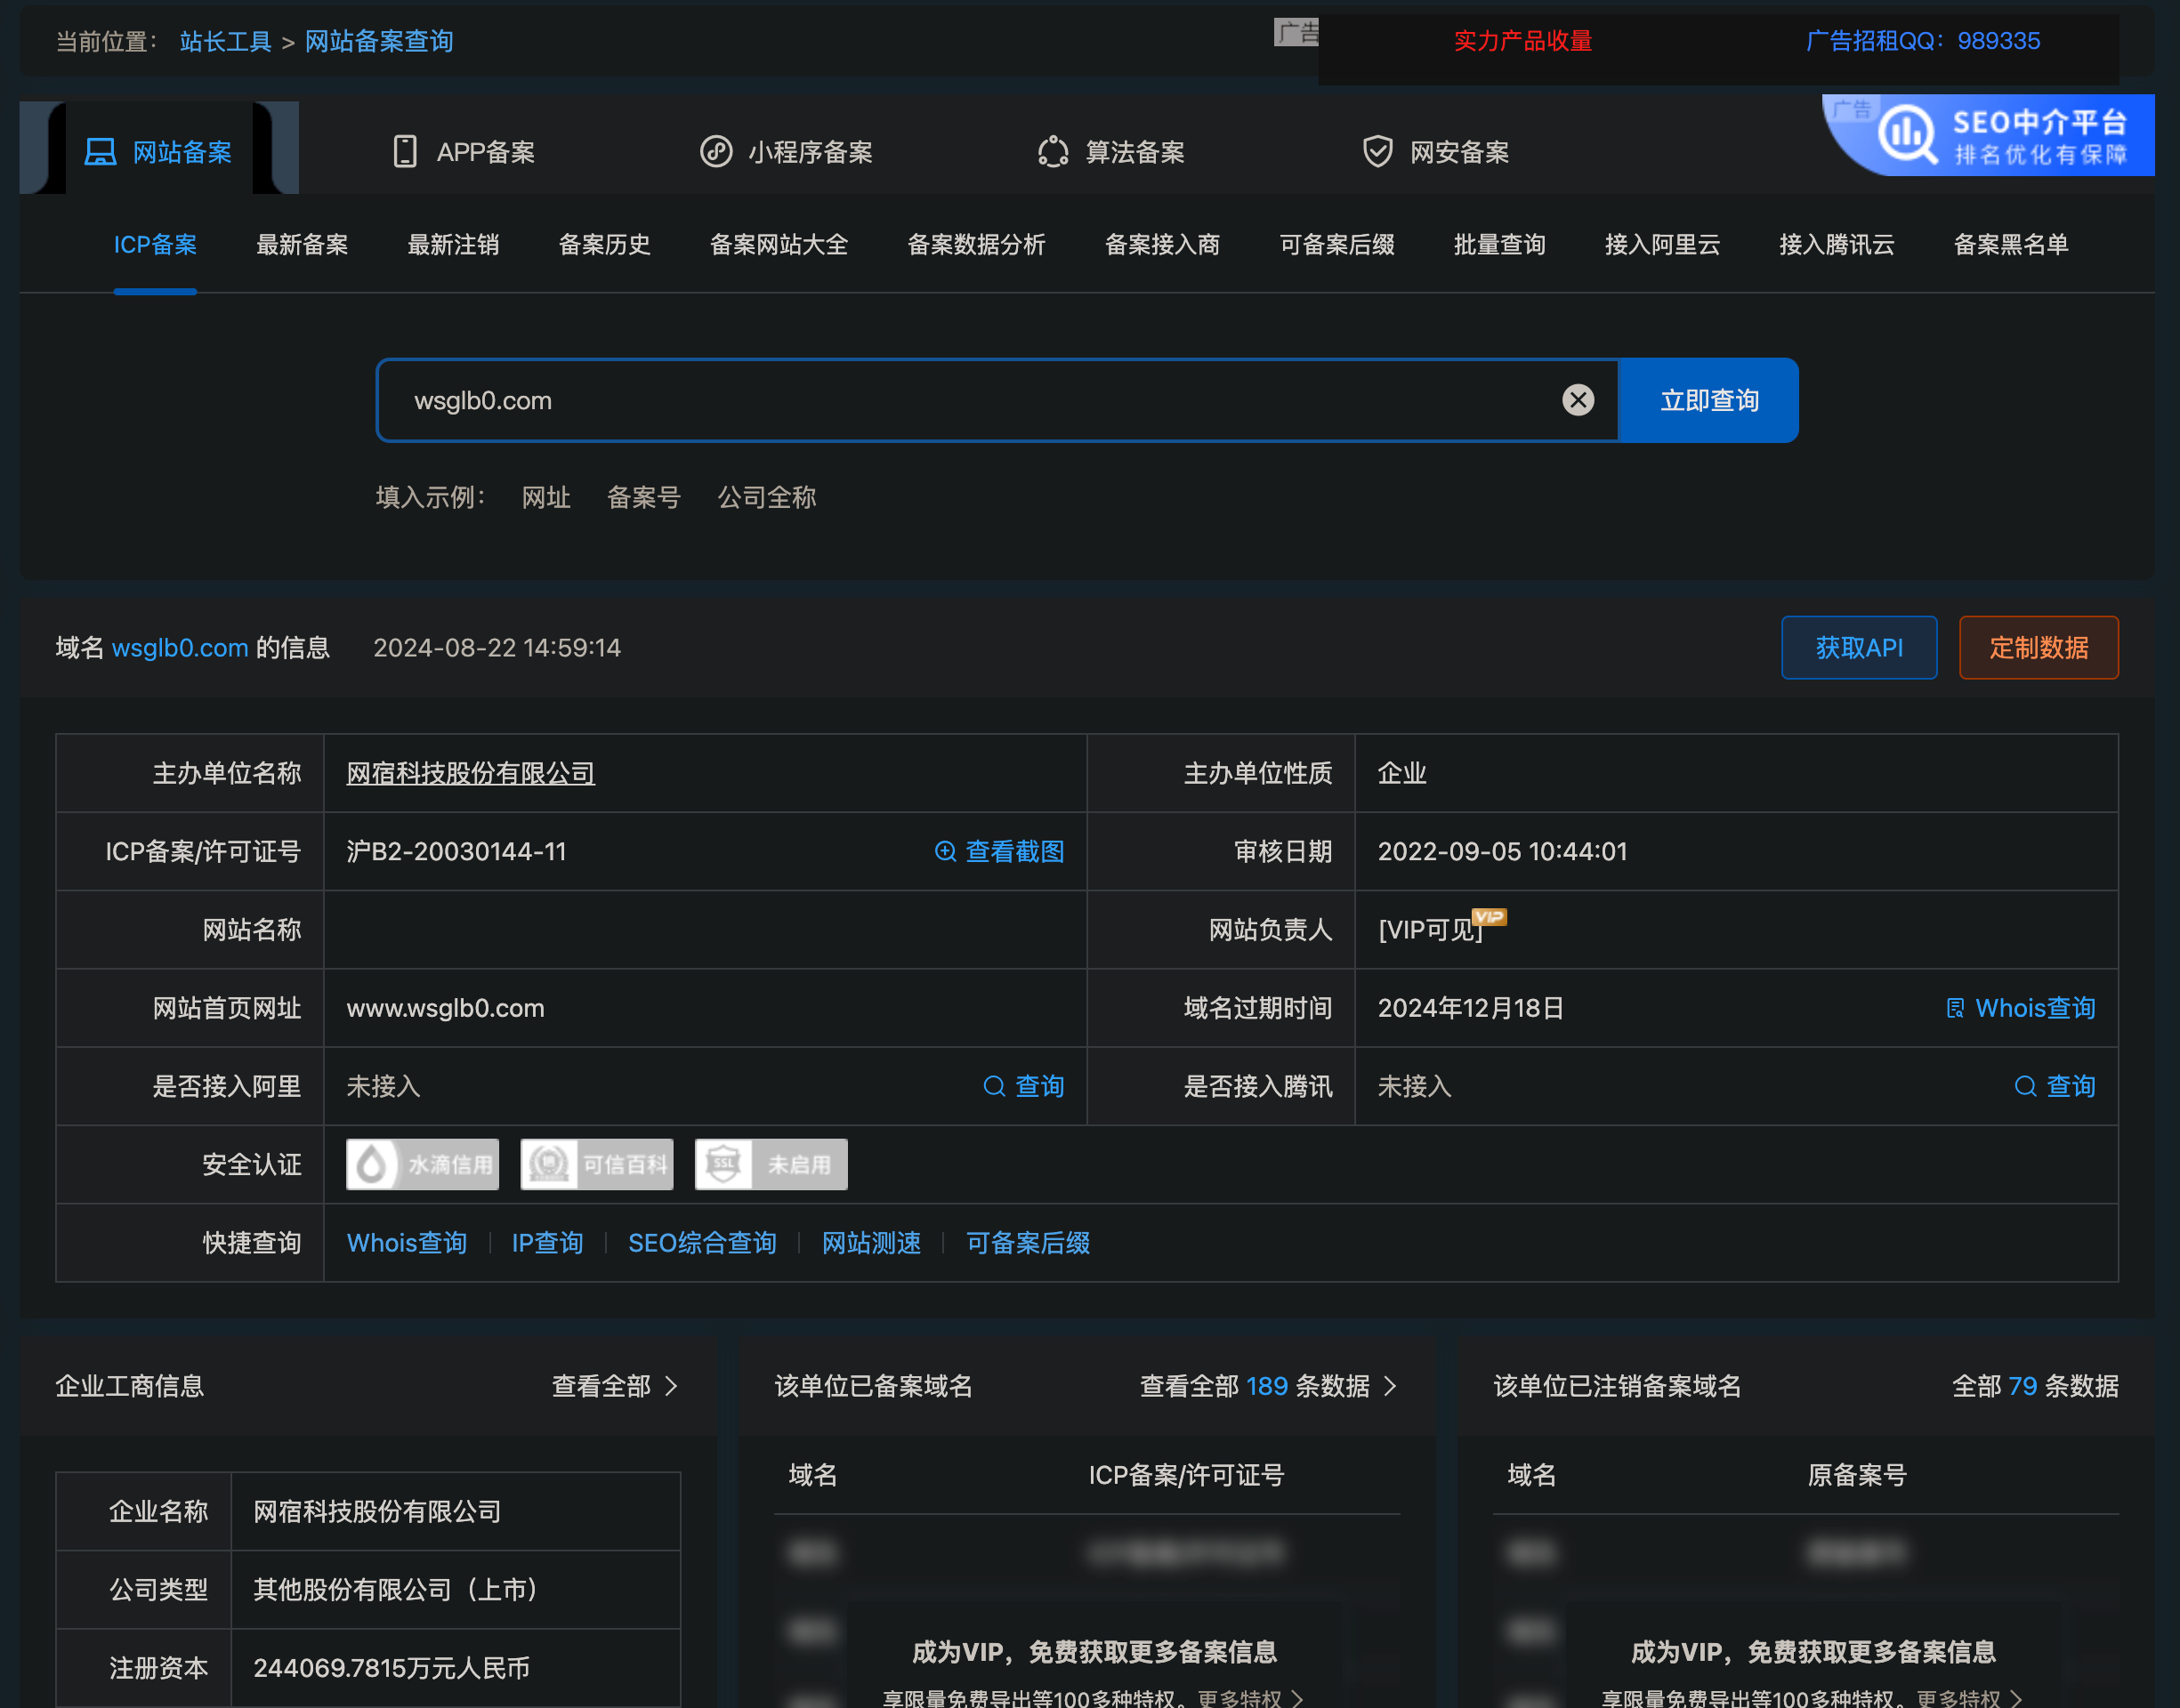 当前位置： 站长工具 > 网站备案查询 广告 实力产品收量 广告招租QQ：989335
网站备案 APP备案 小程序备案 算法备案 网安备案 广告 SEO中介平台
排名优化有保障
ICP备案 最新备案 最新注销 备案历史 备案网站大全 备案数据分析 备案接入商 可备案后缀 批量查询 接入阿里云 接入腾讯云 备案黑名单
wsglb0.com 立即查询
填入示例： 网址 备案号 公司全称
域名 wsglb0.com 的信息 2024-08-22 14:59:14 获取API 定制数据
主办单位名称 网宿科技股份有限公司 主办单位性质 企业
ICP备案/许可证号 沪B2-20030144-11 查看截图 审核日期 2022-09-05 10:44:01
网站名称 网站负责人 [VIP可见] VIP
网站首页网址 www.wsglb0.com 域名过期时间 2024年12月18日 Whois查询
是否接入阿里 未接入 查询 是否接入腾讯 未接入 查询
安全认证 水滴信用 可信百科 SSL 未启用
快捷查询 Whois查询 IP查询 SEO综合查询 网站测速 可备案后缀
企业工商信息 查看全部 >
企业名称 网宿科技股份有限公司
公司类型 其他股份有限公司（上市）
注册资本 244069.7815万元人民币
该单位已备案域名 查看全部 189 条数据 >
域名 ICP备案/许可证号
成为VIP，免费获取更多备案信息
享限量免费导出等100多种特权。更多特权 >
该单位已注销备案域名 全部 79 条数据
域名 原备案号
成为VIP，免费获取更多备案信息
享限量免费导出等100多种特权。更多特权 >